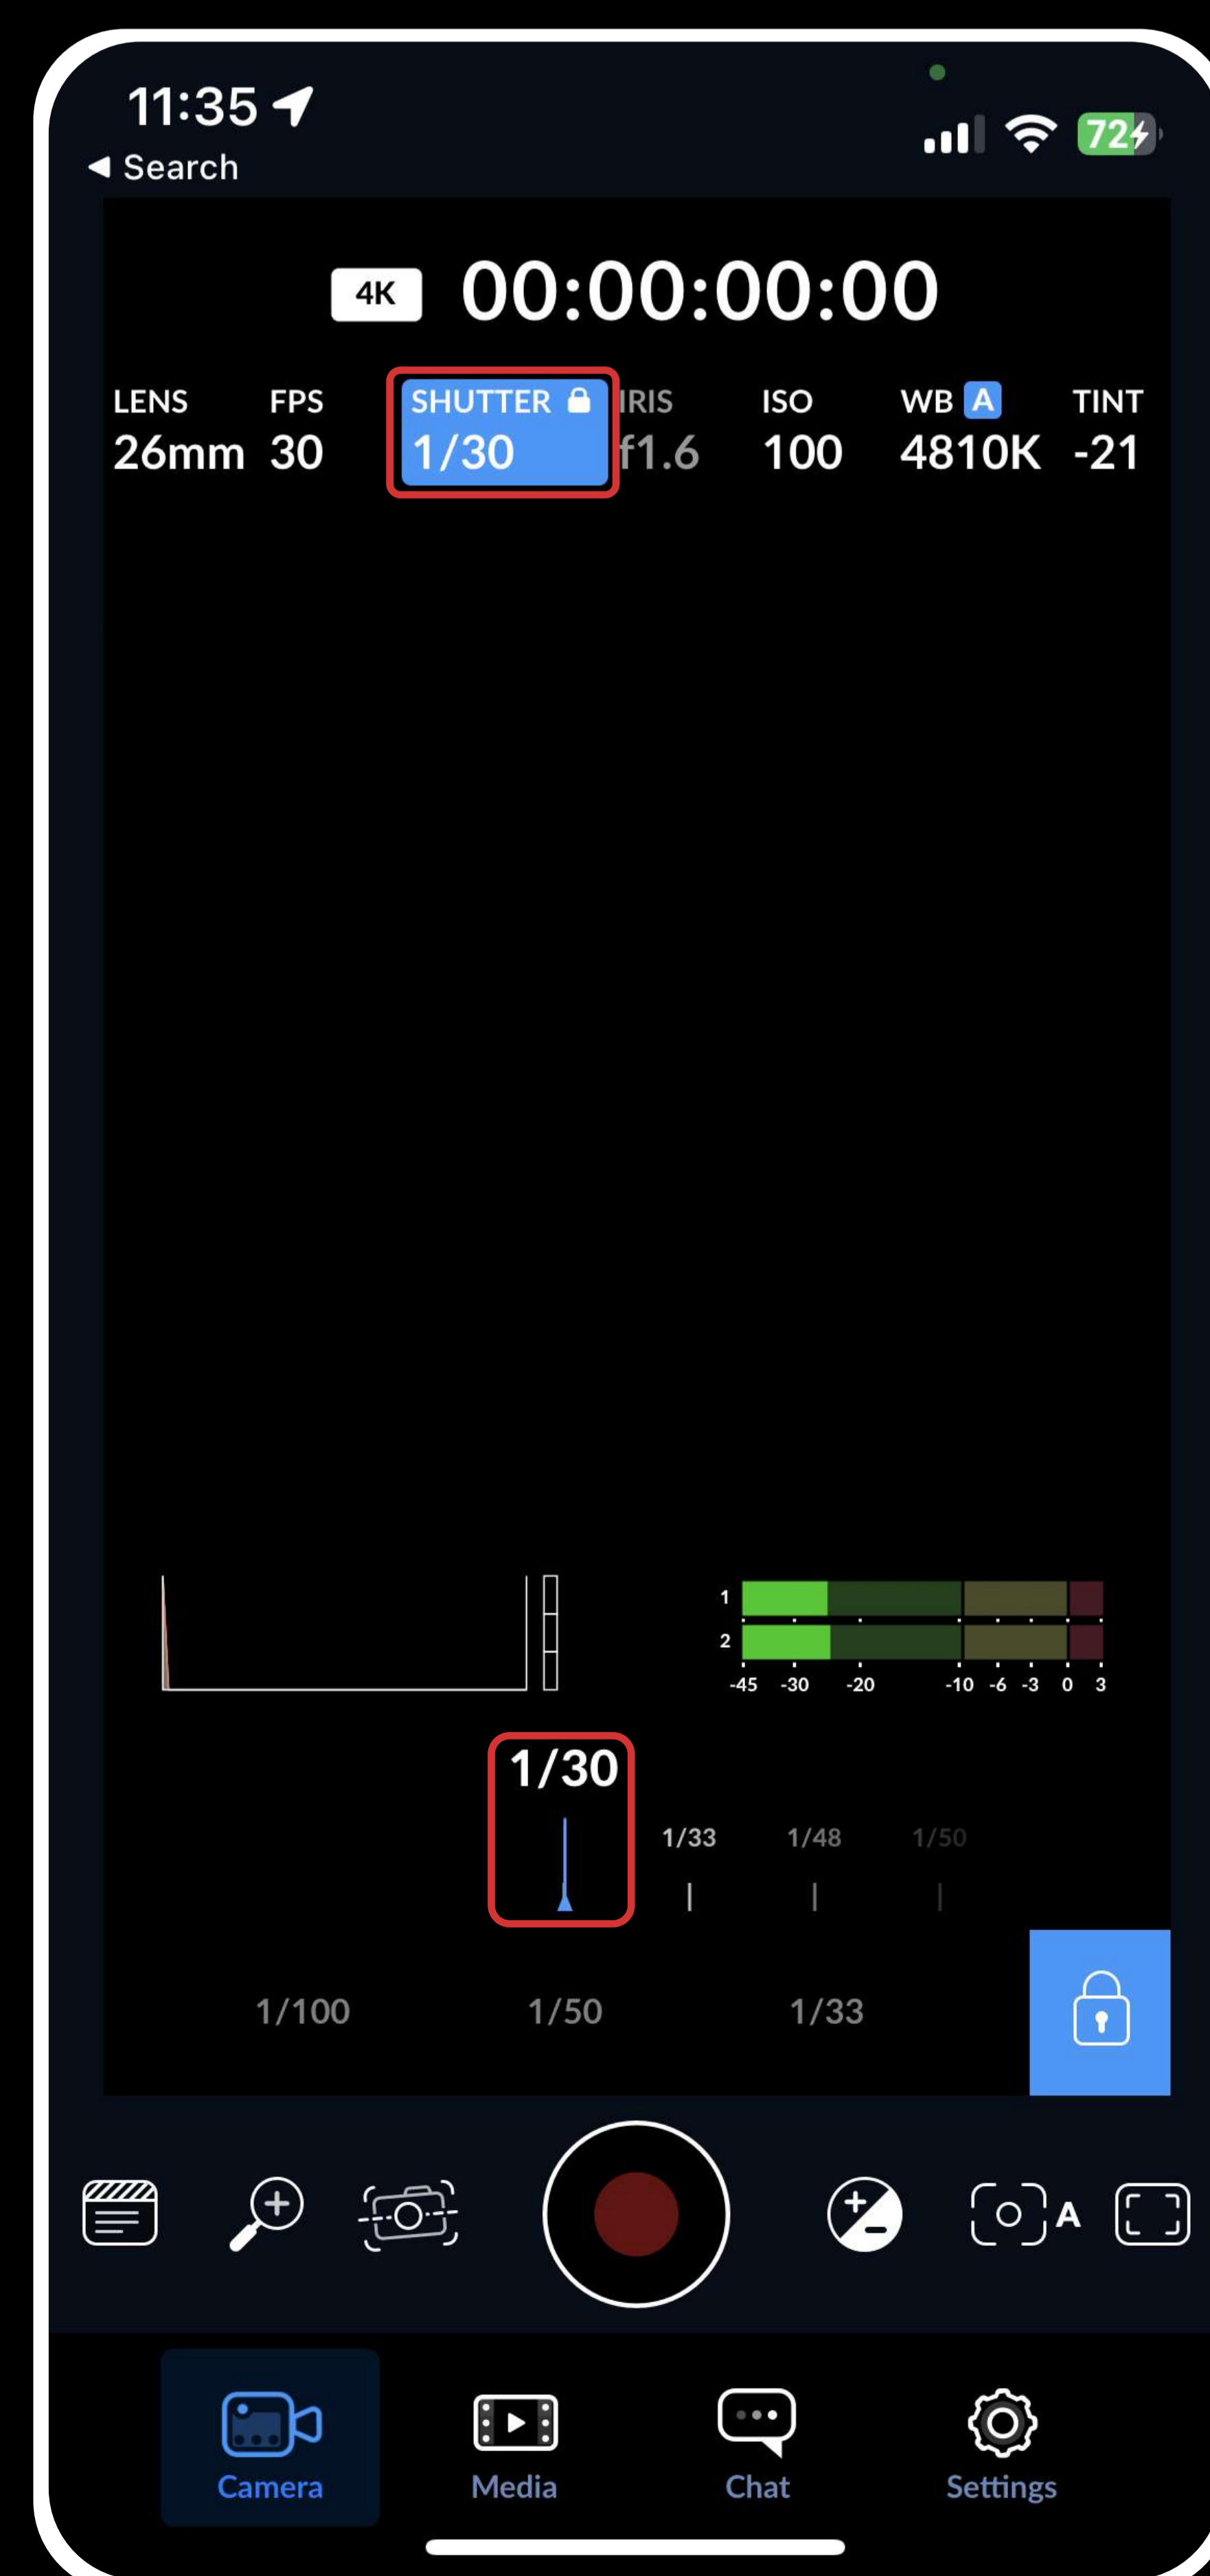 11:35
Search
72
4K 00:00:00:00
LENS FPS SHUTTER IRIS ISO WB A TINT
26mm 30 1/30 f1.6 100 4810K -21
1
2
-45 -30 -20 -10 -6 -3 0 3
1/30
1/33 1/48 1/50
1/100 1/50 1/33
A
Camera Media Chat Settings